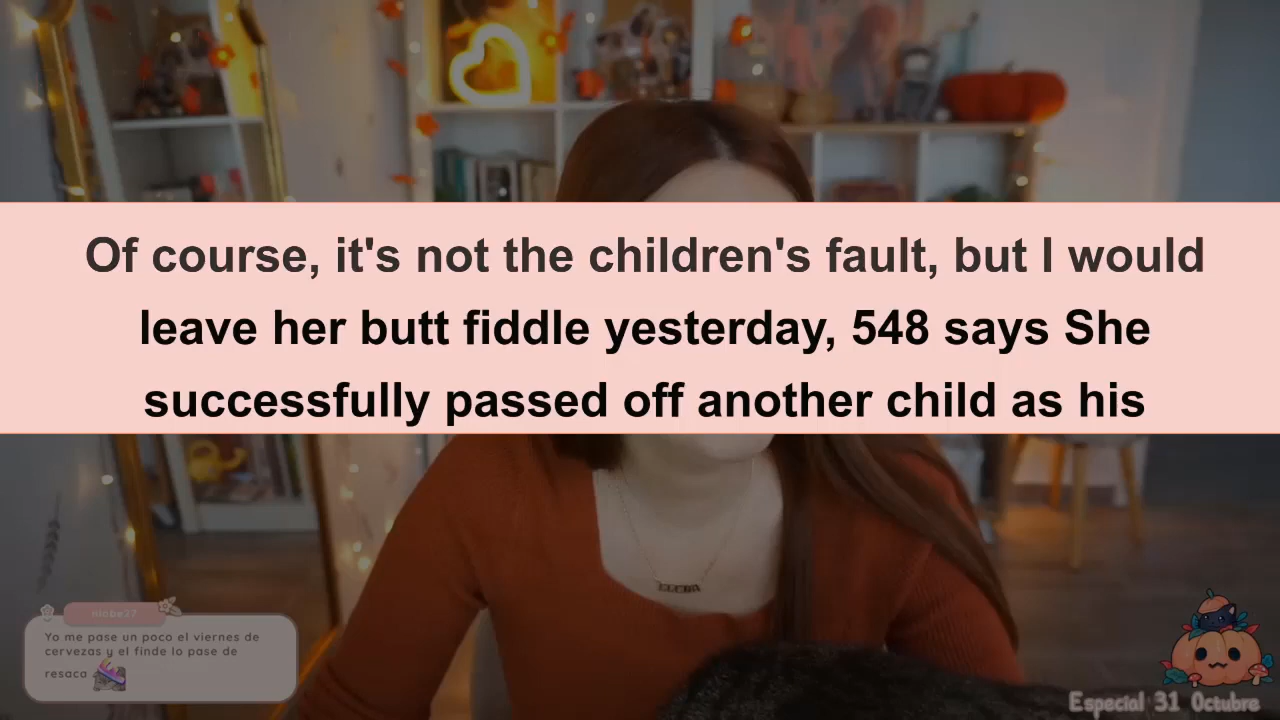 Of course, it's not the children's fault, but I would
leave her butt fiddle yesterday, 548 says She
successfully passed off another child as his
niobe27
Yo me pase un poco el viernes de
cervezas y el finde lo pase de
resaca
Especial 31 Octubre